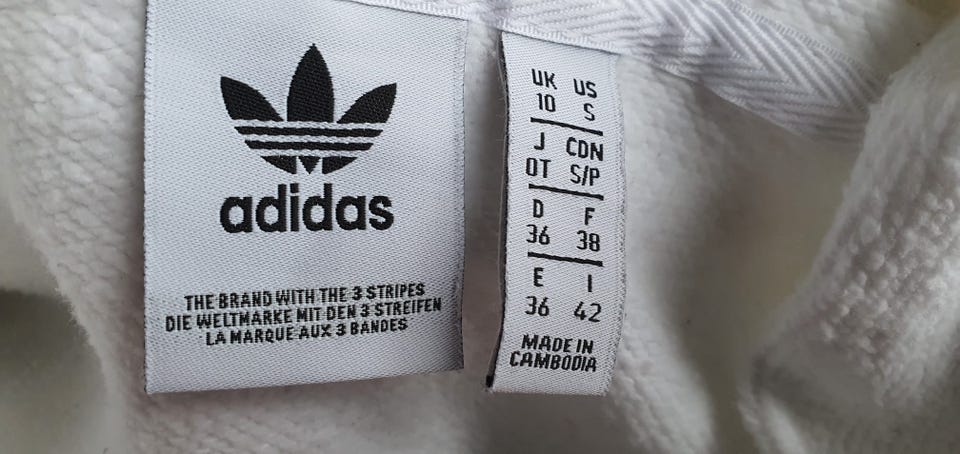 adidas
THE BRAND WITH THE 3 STRIPES
DIE WELTMARKE MIT DEN 3 STREIFEN
LA MARQUE AUX 3 BANDES
UK US
10 S
J CDN
OT S/P
D F
36 38
E I
36 42
MADE IN
CAMBODIA